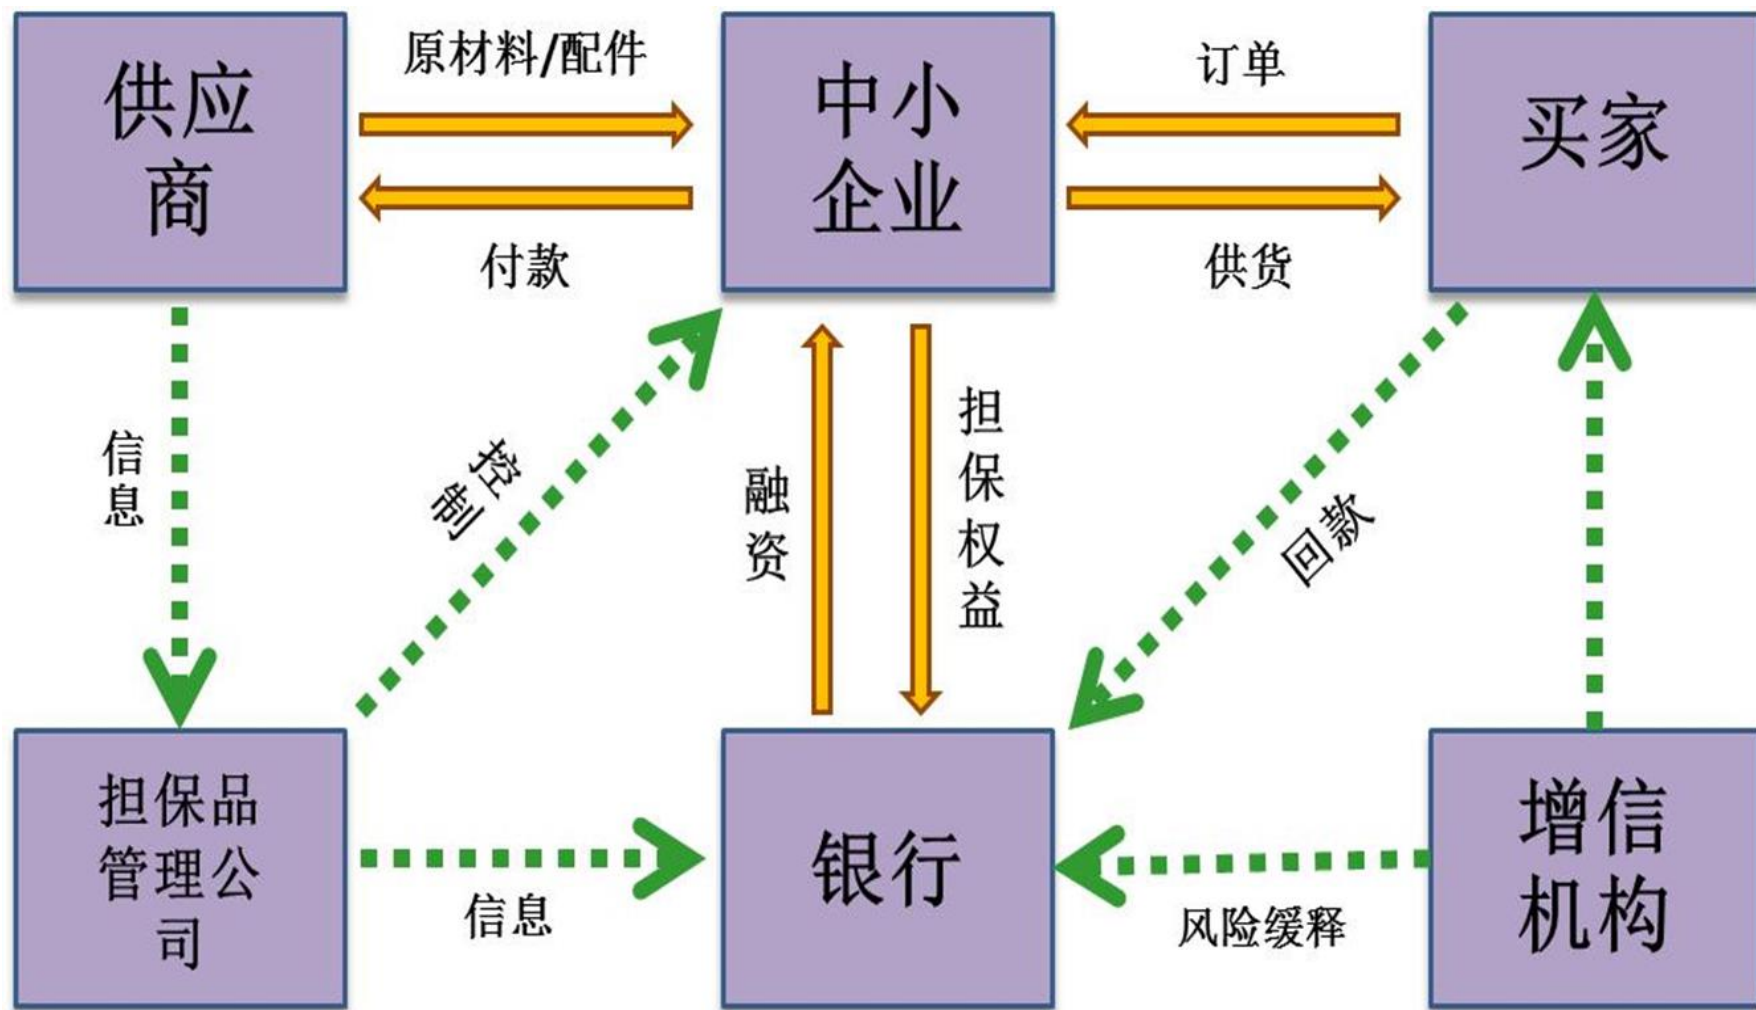 供应
商
原材料/配件
付款
中小
企业
订单
供货
买家
信
息
控
制
融
资
担
保
权
益
回款
担保品
管理公
司
信息
银行
风险缓释
增信
机构